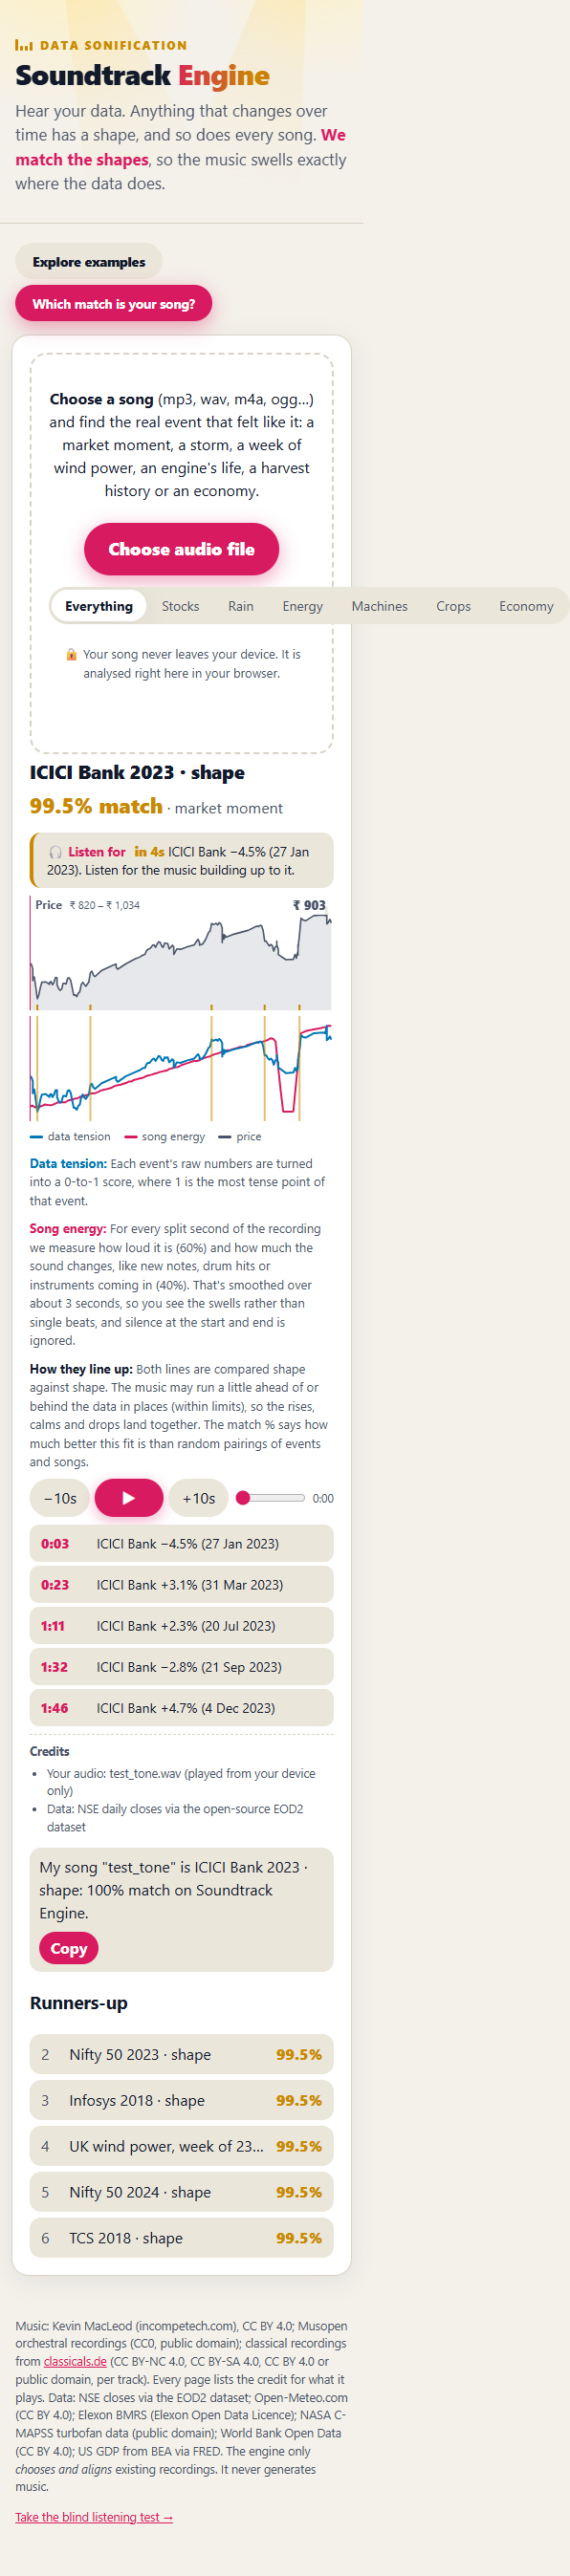 DATA SONIFICATION
Soundtrack Engine
Hear your data. Anything that changes over
time has a shape, and so does every song. We
match the shapes, so the music swells exactly
where the data does.
Explore examples
Which match is your song?
Choose a song (mp3, wav, m4a, ogg...)
and find the real event that felt like it: a
market moment, a storm, a week of
wind power, an engine's life, a harvest
history or an economy.
Choose audio file
Everything Stocks Rain Energy Machines Crops Economy
🔒 Your song never leaves your device. It is
analysed right here in your browser.
ICICI Bank 2023 · shape
99.5% match · market moment
🎧 Listen for in 4s ICICI Bank −4.5% (27 Jan
2023). Listen for the music building up to it.
Price ₹ 820 – ₹ 1,034 ₹ 903
data tension song energy price
Data tension: Each event's raw numbers are turned
into a 0-to-1 score, where 1 is the most tense point of
that event.
Song energy: For every split second of the recording
we measure how loud it is (60%) and how much the
sound changes, like new notes, drum hits or
instruments coming in (40%). That's smoothed over
about 3 seconds, so you see the swells rather than
single beats, and silence at the start and end is
ignored.
How they line up: Both lines are compared shape
against shape. The music may run a little ahead of or
behind the data in places (within limits), so the rises,
calms and drops land together. The match % says how
much better this fit is than random pairings of events
and songs.
−10s ▶ +10s 0:00
0:03 ICICI Bank −4.5% (27 Jan 2023)
0:23 ICICI Bank +3.1% (31 Mar 2023)
1:11 ICICI Bank +2.3% (20 Jul 2023)
1:32 ICICI Bank −2.8% (21 Sep 2023)
1:46 ICICI Bank +4.7% (4 Dec 2023)
Credits
• Your audio: test_tone.wav (played from your device
only)
• Data: NSE daily closes via the open-source EOD2
dataset
My song "test_tone" is ICICI Bank 2023 ·
shape: 100% match on Soundtrack
Engine.
Copy
Runners-up
2 Nifty 50 2023 · shape 99.5%
3 Infosys 2018 · shape 99.5%
4 UK wind power, week of 23... 99.5%
5 Nifty 50 2024 · shape 99.5%
6 TCS 2018 · shape 99.5%
Music: Kevin MacLeod (incompetech.com), CC BY 4.0; Musopen
orchestral recordings (CC0, public domain); classical recordings
from classicals.de (CC BY-NC 4.0, CC BY-SA 4.0, CC BY 4.0 or
public domain, per track). Every page lists the credit for what it
plays. Data: NSE closes via the EOD2 dataset; Open-Meteo.com
(CC BY 4.0); Elexon BMRS (Elexon Open Data Licence); NASA C-
MAPSS turbofan data (public domain); World Bank Open Data
(CC BY 4.0); US GDP from BEA via FRED. The engine only
chooses and aligns existing recordings. It never generates
music.
Take the blind listening test →